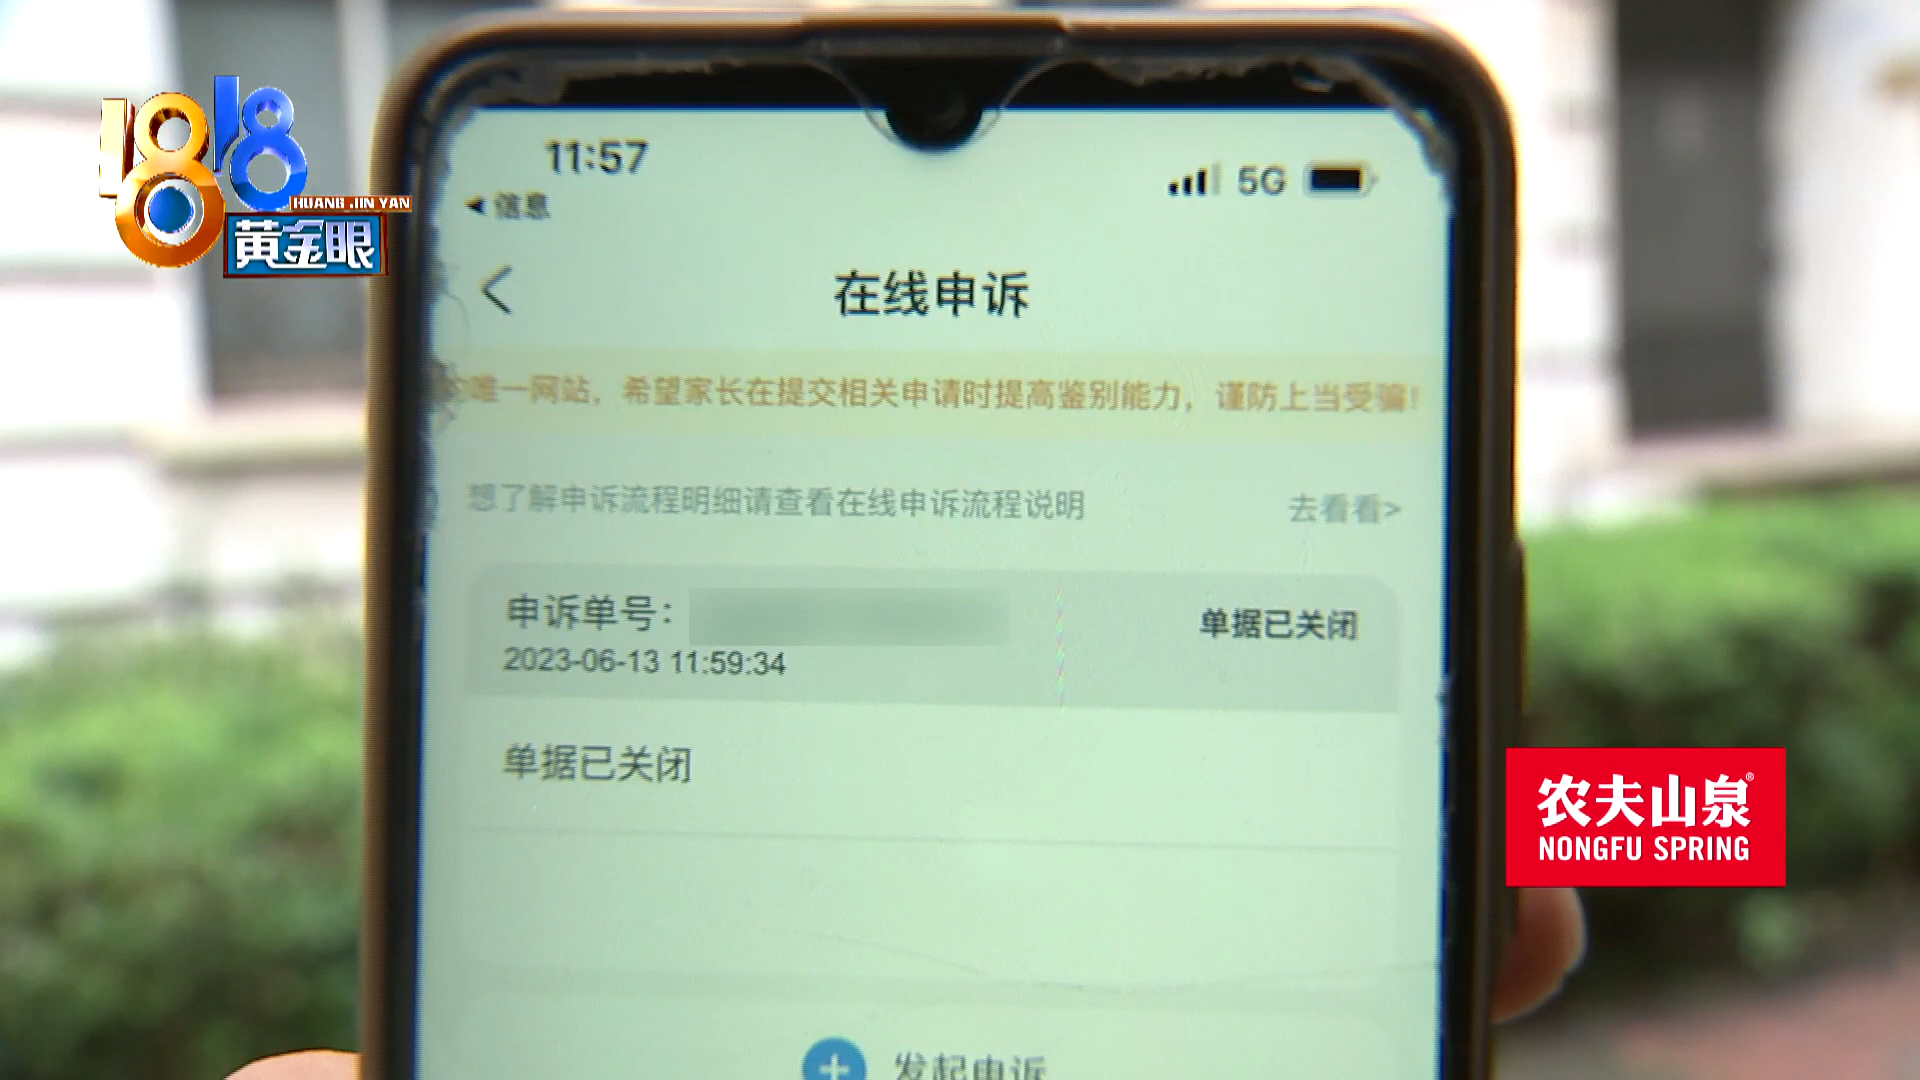 1818
HUANG JIN YAN
黄金眼
11:57
5G
信息
在线申诉
唯一网站，希望家长在提交相关申请时提高鉴别能力，谨防上当受骗！
想了解申诉流程明细请查看在线申诉流程说明
去看看>
申诉单号：
单据已关闭
2023-06-13 11:59:34
单据已关闭
发起申诉
农夫山泉®
NONGFU SPRING